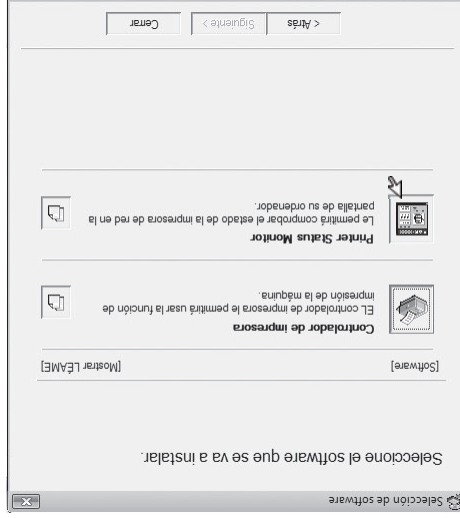 Selección de software
Seleccione el software que se va a instalar.
[Software] [Mostrar LÉAME]
Controlador de impresora
EL controlador de impresora le permitirá usar la función de
impresión de la máquina.
Printer Status Monitor
Le permitirá comprobar el estado de la impresora de red en la
pantalla de su ordenador.
< Atrás Siguiente > Cerrar